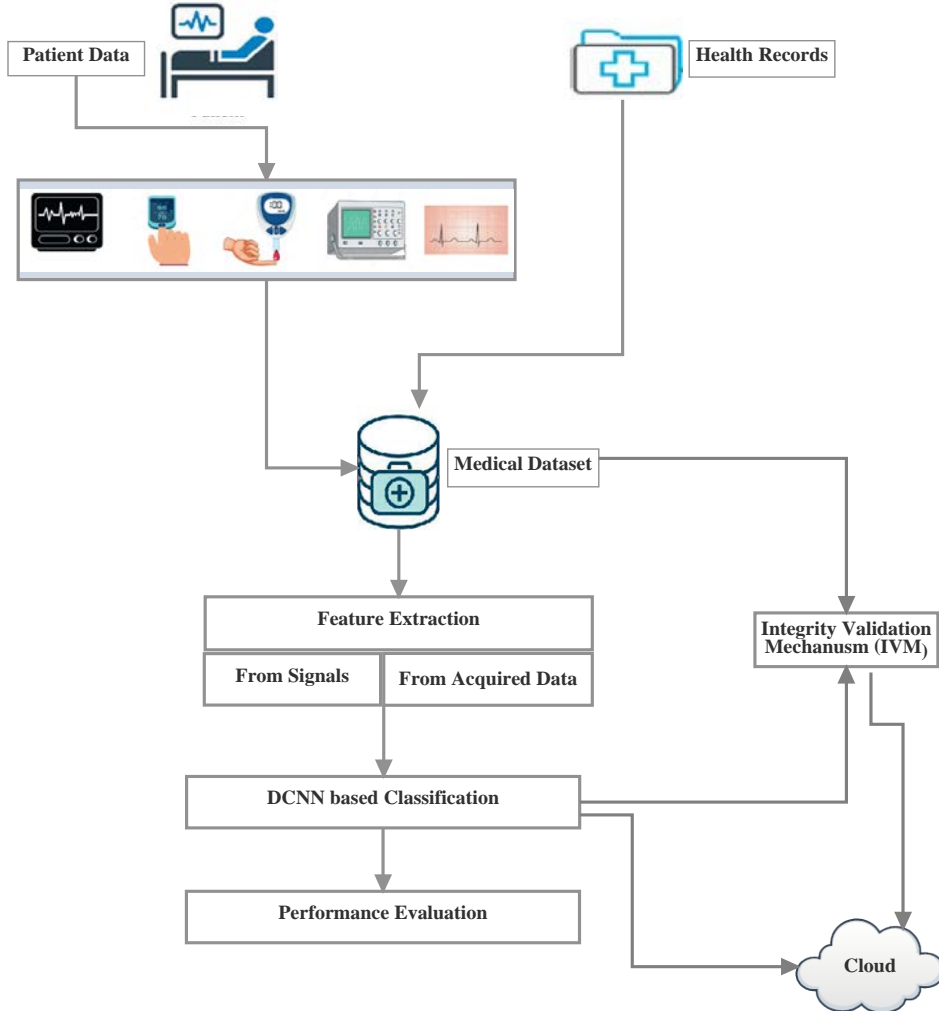 Patient Data
Health Records
100
Medical Dataset
Feature Extraction
From Signals
From Acquired Data
Integrity Validation
Mechanusm (IVM)
DCNN based Classification
Performance Evaluation
Cloud